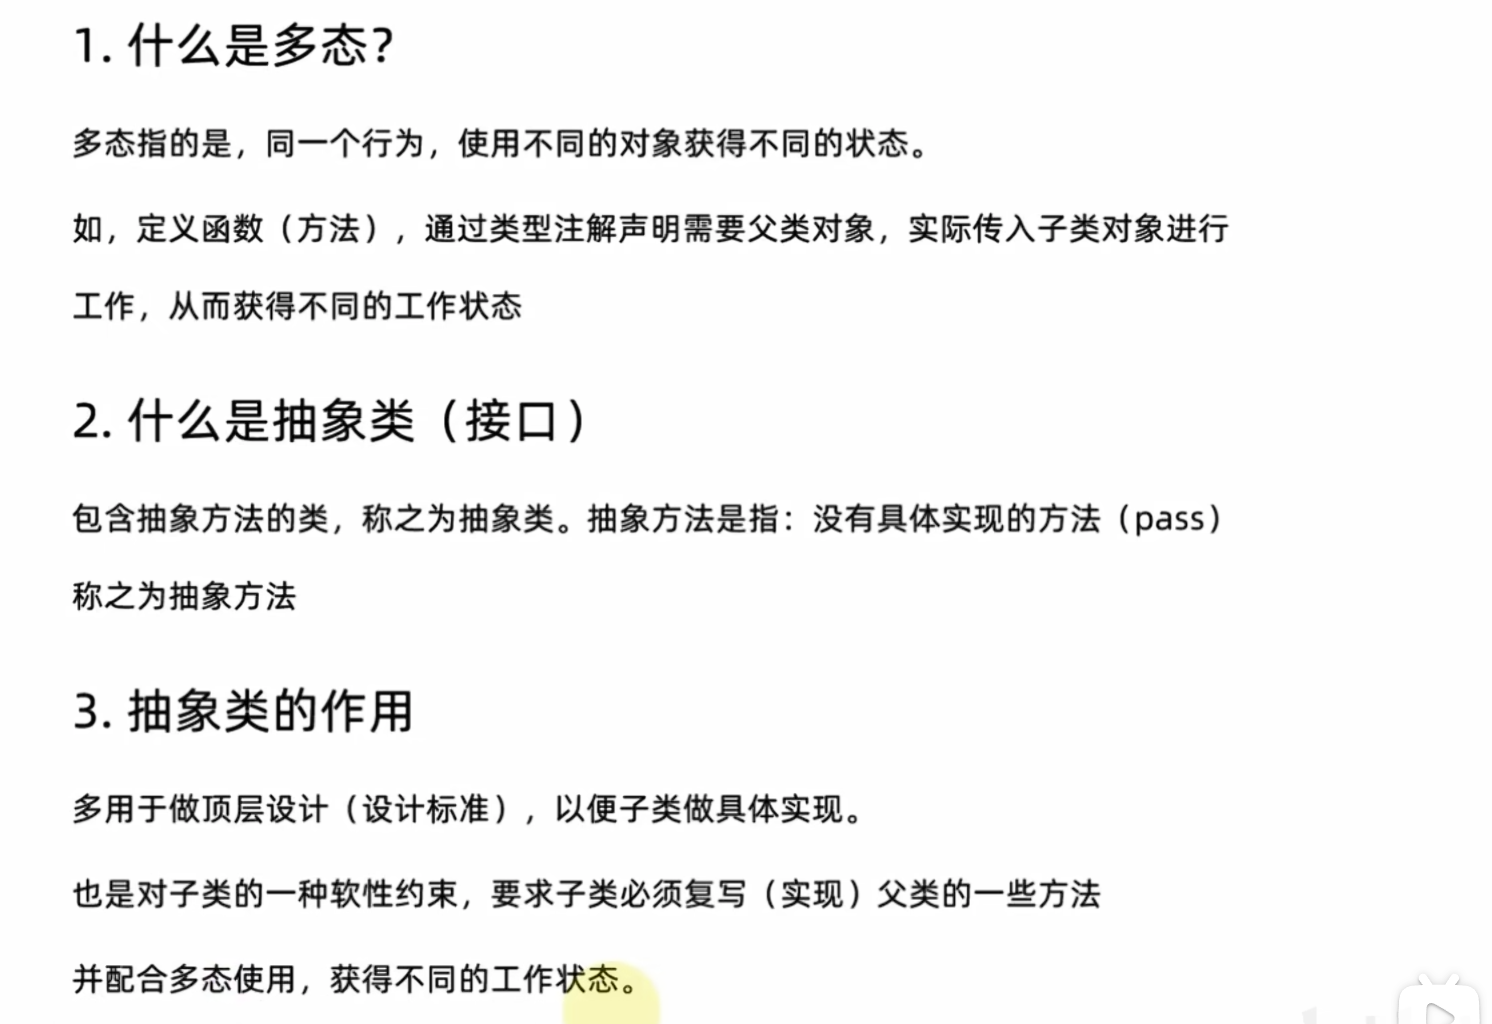 1. 什么是多态？
多态指的是，同一个行为，使用不同的对象获得不同的状态。
如，定义函数（方法），通过类型注解声明需要父类对象，实际传入子类对象进行
工作，从而获得不同的工作状态
2. 什么是抽象类（接口）
包含抽象方法的类，称之为抽象类。抽象方法是指：没有具体实现的方法（pass）
称之为抽象方法
3. 抽象类的作用
多用于做顶层设计（设计标准），以便子类做具体实现。
也是对子类的一种软性约束，要求子类必须复写（实现）父类的一些方法
并配合多态使用，获得不同的工作状态。